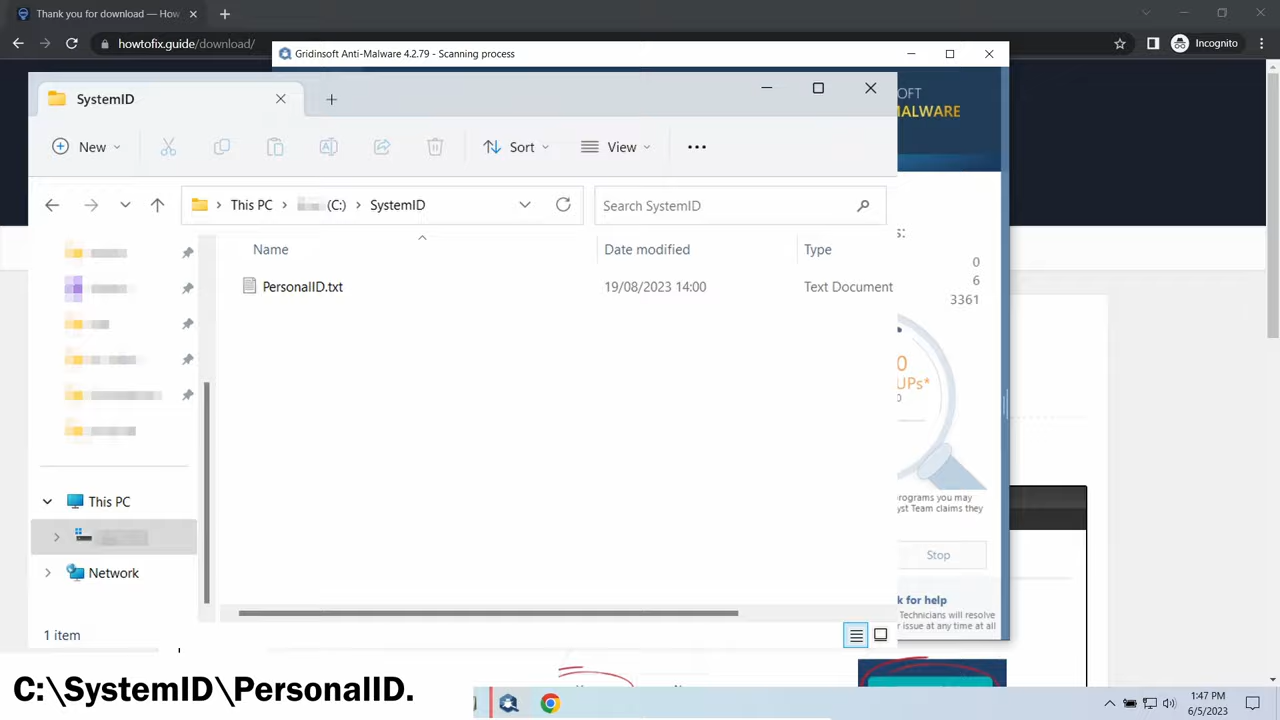 Thank you for download — How
howtofix.guide/download/
Incognito
Gridinsoft Anti-Malware 4.2.79 - Scanning process
SystemID
New
Sort
View
This PC
(C:)
SystemID
Search SystemID
Name
Date modified
Type
PersonalID.txt
19/08/2023 14:00
Text Document
This PC
Network
1 item
0
6
3361
0
UPs*
0
rograms you may
yst Team claims they
Stop
k for help
Technicians will resolve
r issue at any time at all
C:\SystemID\PersonalID.
1:47 PM
6/5/2023